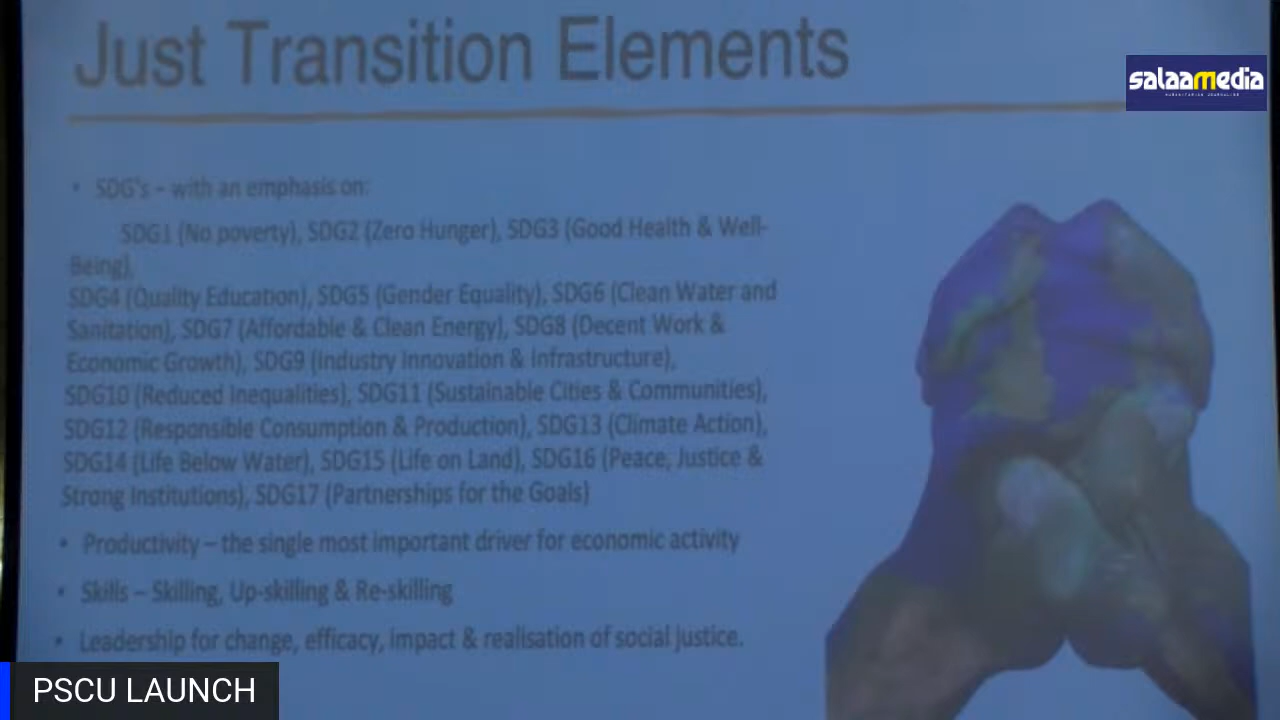 Just Transition Elements
salaamedia
• SDG's – with an emphasis on:
SDG1 (No poverty), SDG2 (Zero Hunger), SDG3 (Good Health & Well-
Being),
SDG4 (Quality Education), SDG5 (Gender Equality), SDG6 (Clean Water and
Sanitation), SDG7 (Affordable & Clean Energy), SDG8 (Decent Work &
Economic Growth), SDG9 (Industry Innovation & Infrastructure),
SDG10 (Reduced Inequalities), SDG11 (Sustainable Cities & Communities),
SDG12 (Responsible Consumption & Production), SDG13 (Climate Action),
SDG14 (Life Below Water), SDG15 (Life on Land), SDG16 (Peace, Justice &
Strong Institutions), SDG17 (Partnerships for the Goals)
• Productivity – the single most important driver for economic activity
• Skills – Skilling, Up-skilling & Re-skilling
• Leadership for change, efficacy, impact & realisation of social justice.
PSCU LAUNCH